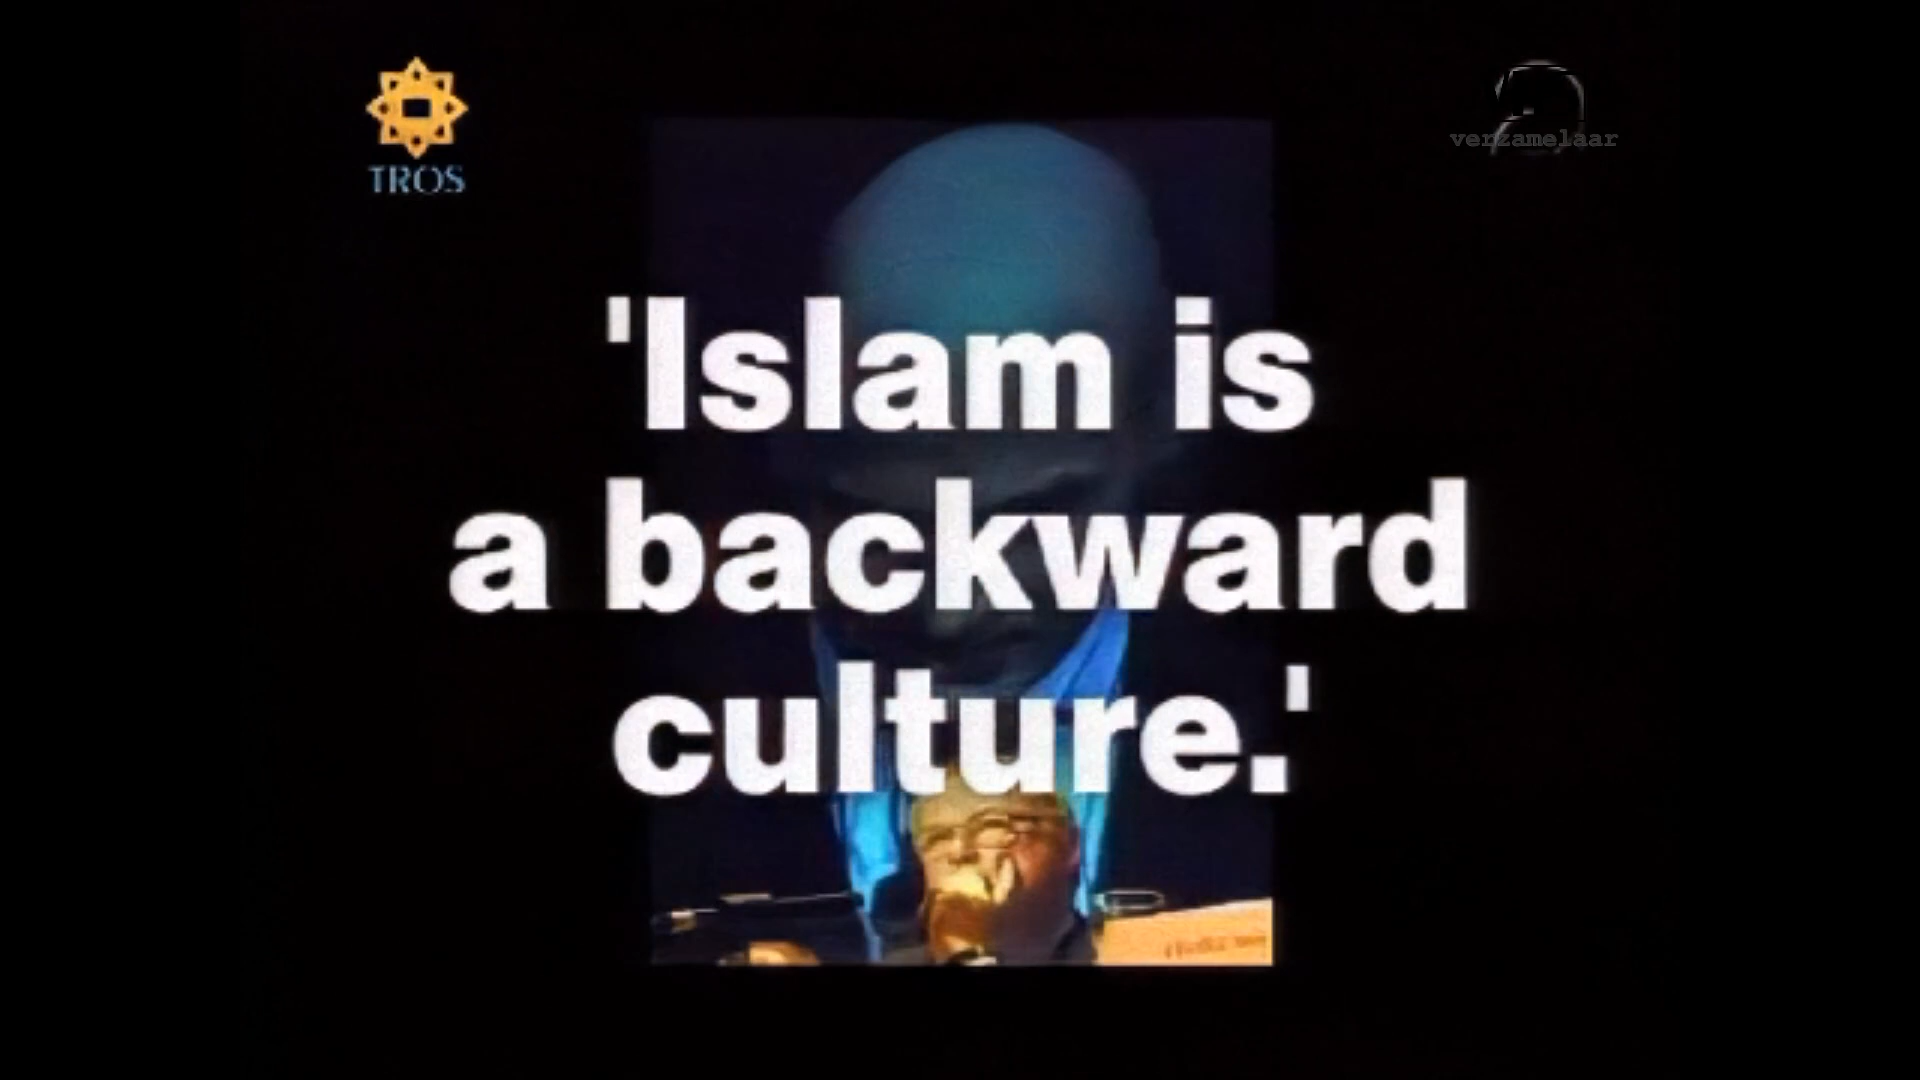 TROS
verzamelaar
'Islam is
a backward
culture.'